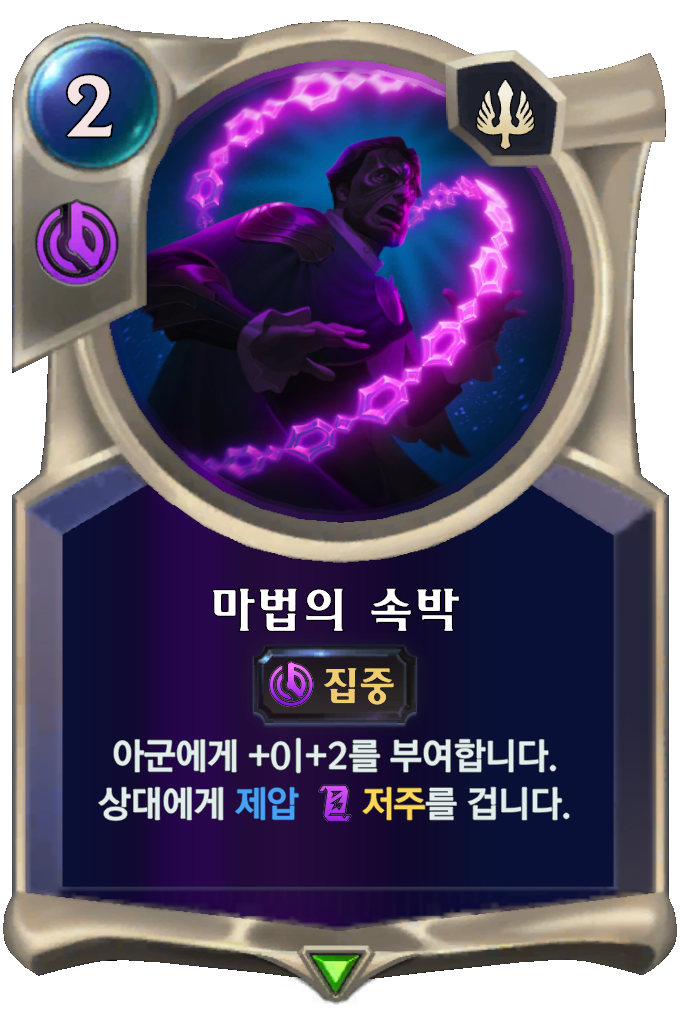 2
마법의 속박
집중
아군에게 +0|+2를 부여합니다.
상대에게 제압 저주를 겁니다.